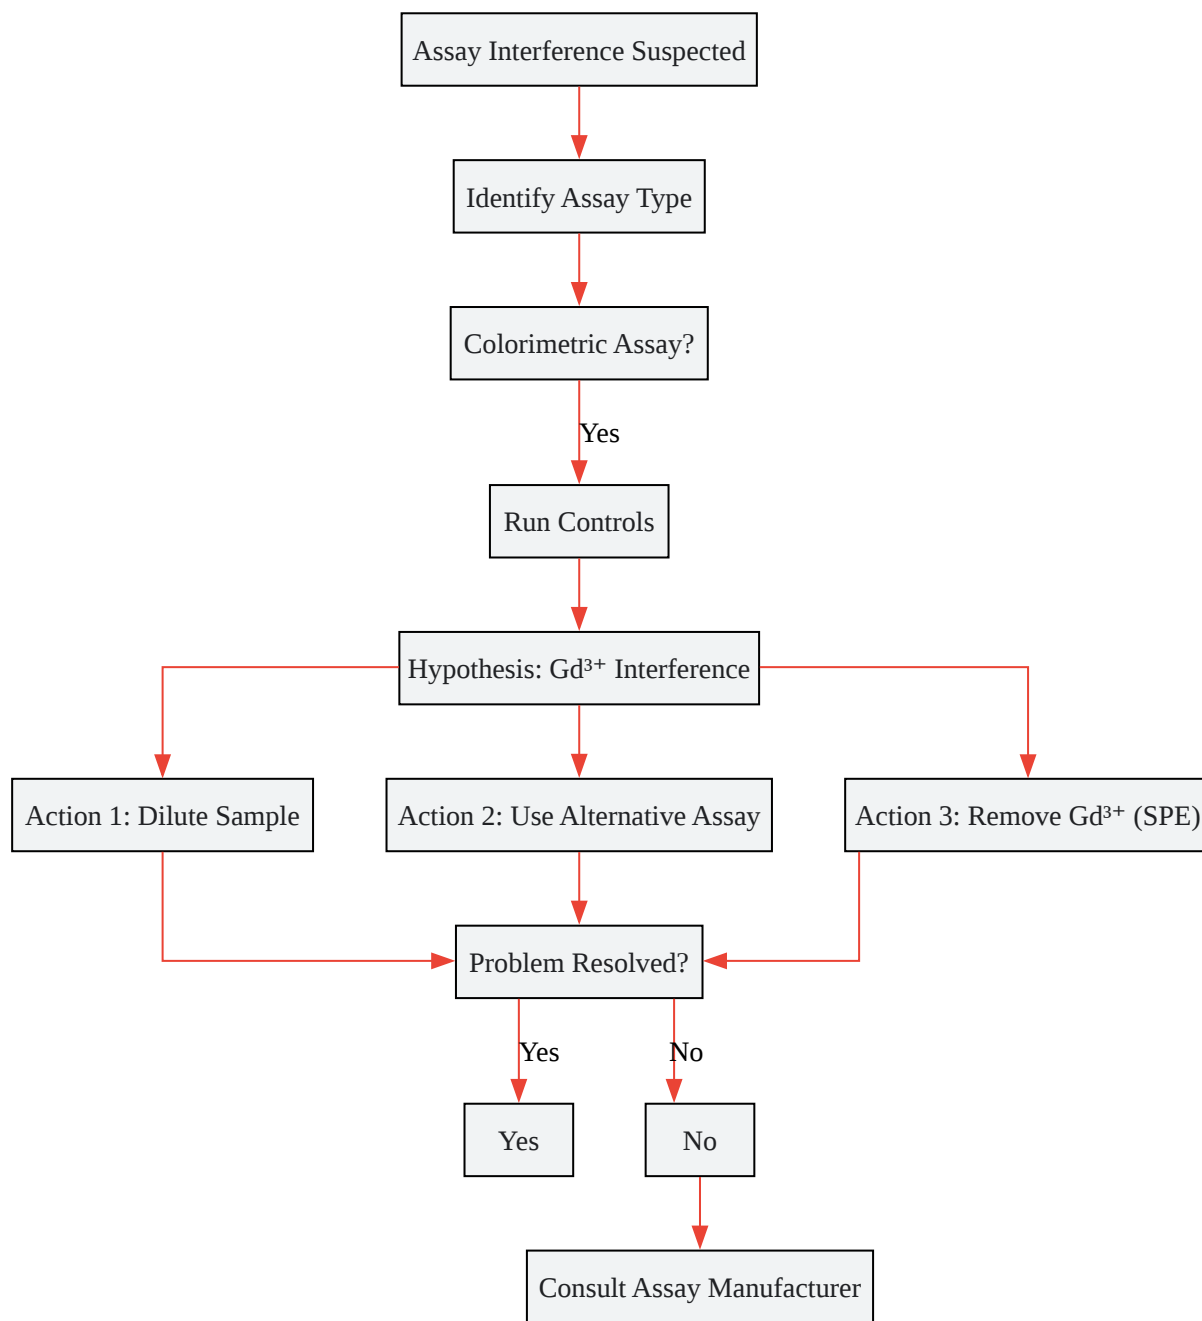 Assay Interference Suspected
Identify Assay Type
Colorimetric Assay?
Yes
Run Controls
Hypothesis: Gd³⁺ Interference
Action 1: Dilute Sample
Action 2: Use Alternative Assay
Action 3: Remove Gd³⁺ (SPE)
Problem Resolved?
Yes
No
Yes
No
Consult Assay Manufacturer